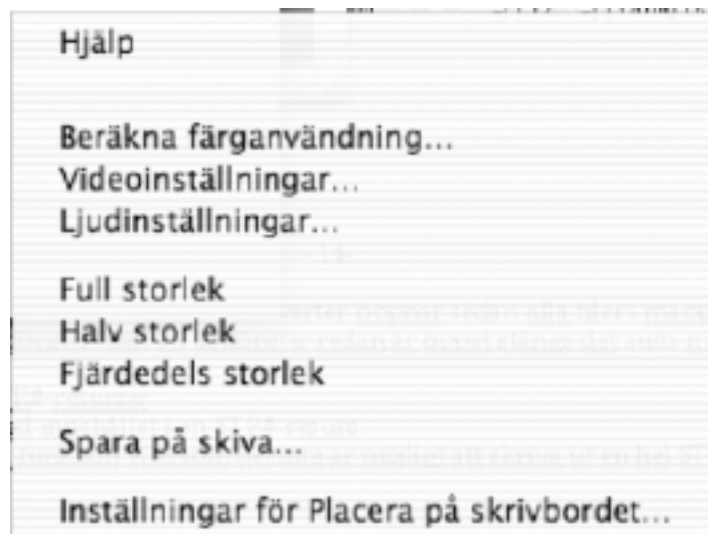 Hjälp
Beräkna färganvändning...
Videoinställningar...
Ljudinställningar...
Full storlek
Halv storlek
Fjärdedels storlek
Spara på skiva...
Inställningar för Placera på skrivbordet...